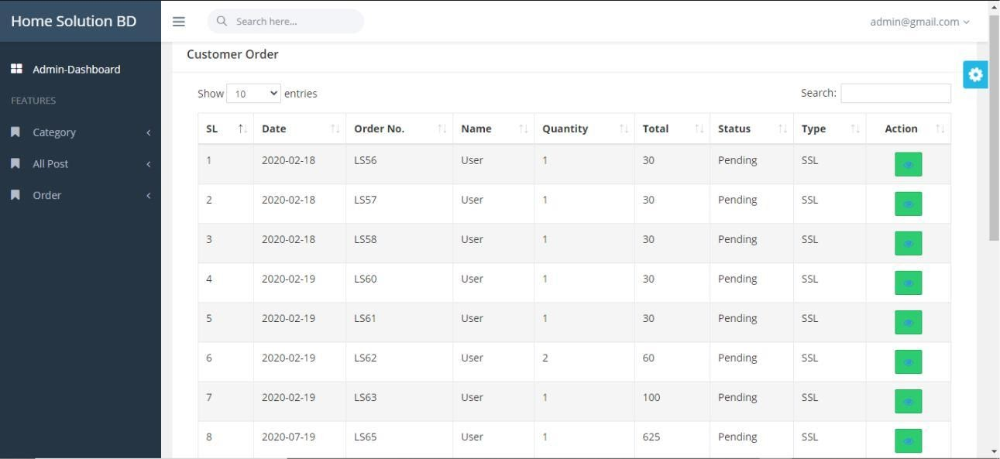 Home Solution BD
Search here...
admin@gmail.com
Admin-Dashboard
FEATURES
Category
All Post
Order
Customer Order
Show 10 entries
Search:
SL Date Order No. Name Quantity Total Status Type Action
1 2020-02-18 LS56 User 1 30 Pending SSL
2 2020-02-18 LS57 User 1 30 Pending SSL
3 2020-02-18 LS58 User 1 30 Pending SSL
4 2020-02-19 LS60 User 1 30 Pending SSL
5 2020-02-19 LS61 User 1 30 Pending SSL
6 2020-02-19 LS62 User 2 60 Pending SSL
7 2020-02-19 LS63 User 1 100 Pending SSL
8 2020-07-19 LS65 User 1 625 Pending SSL